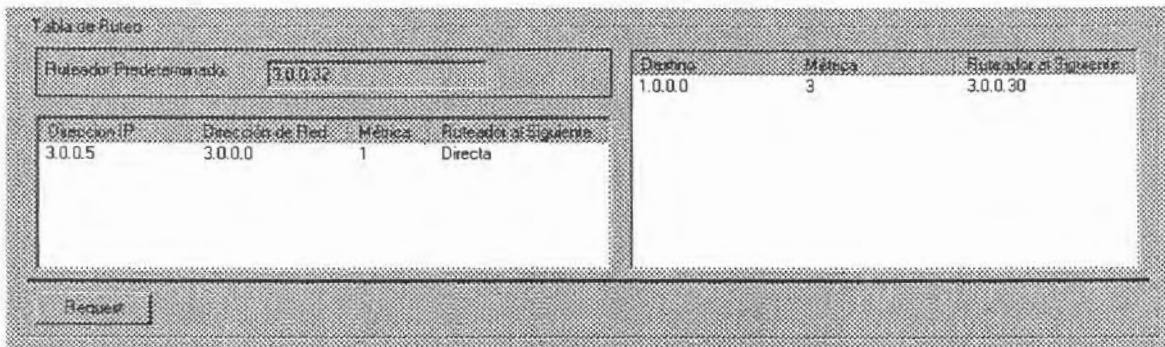 Tabla de Ruteo
Ruteador Predeterminado: 3.0.0.32
Dirección IP Dirección de Red Métrica Ruteador al Siguiente
3.0.0.5 3.0.0.0 1 Directa
Destino Métrica Ruteador al Siguiente
1.0.0.0 3 3.0.0.30
Request